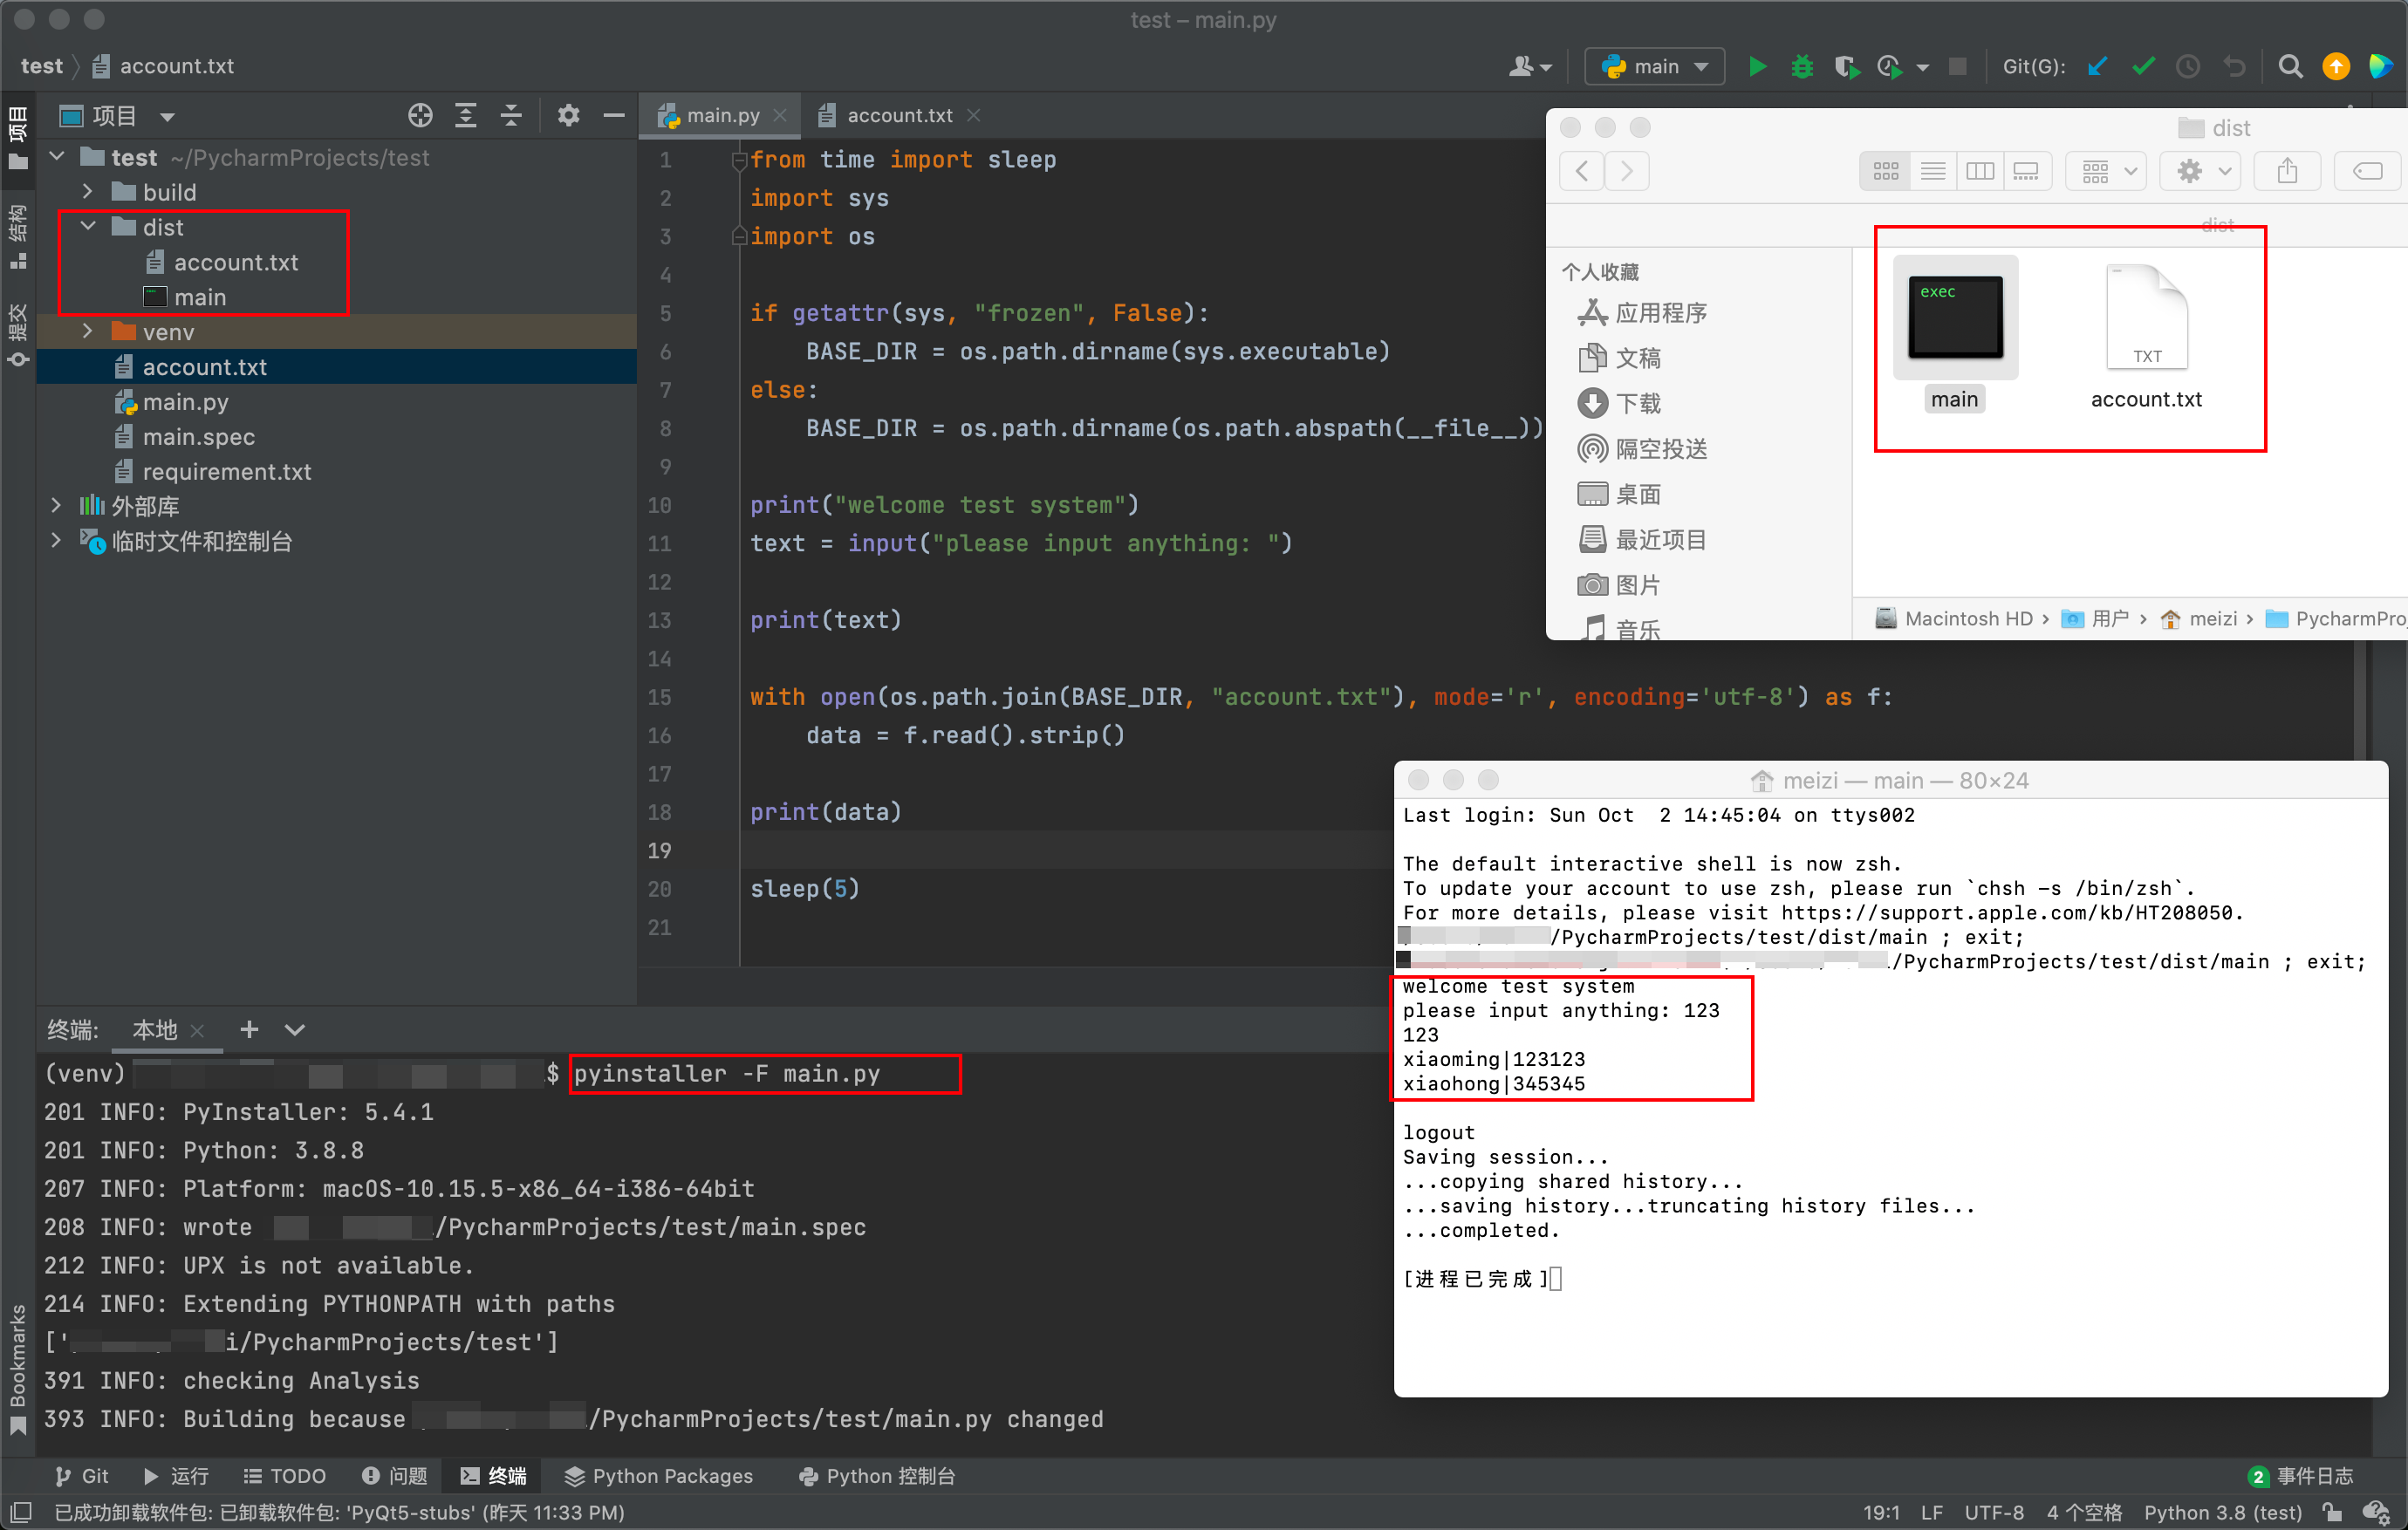 test – main.py
test 〉 account.txt
main
Git(G):
项目
main.py
account.txt
项目
结构
提交
Bookmarks
test ~/PycharmProjects/test
build
dist
account.txt
main
venv
account.txt
main.py
main.spec
requirement.txt
外部库
临时文件和控制台
1 from time import sleep
2 import sys
3 import os
4
5 if getattr(sys, "frozen", False):
6     BASE_DIR = os.path.dirname(sys.executable)
7 else:
8     BASE_DIR = os.path.dirname(os.path.abspath(__file__))
9
10 print("welcome test system")
11 text = input("please input anything: ")
12
13 print(text)
14
15 with open(os.path.join(BASE_DIR, "account.txt"), mode='r', encoding='utf-8') as f:
16     data = f.read().strip()
17
18 print(data)
19
20 sleep(5)
21
dist
dist
个人收藏
应用程序
文稿
下载
隔空投送
桌面
最近项目
图片
音乐
exec
TXT
main
account.txt
Macintosh HD › 用户 › meizi › PycharmPro
meizi — main — 80×24
Last login: Sun Oct  2 14:45:04 on ttys002
The default interactive shell is now zsh.
To update your account to use zsh, please run `chsh -s /bin/zsh`.
For more details, please visit https://support.apple.com/kb/HT208050.
/PycharmProjects/test/dist/main ; exit;
/PycharmProjects/test/dist/main ; exit;
welcome test system
please input anything: 123
123
xiaoming|123123
xiaohong|345345
logout
Saving session...
...copying shared history...
...saving history...truncating history files...
...completed.
[进程已完成]
终端:
本地
(venv) $ pyinstaller -F main.py
201 INFO: PyInstaller: 5.4.1
201 INFO: Python: 3.8.8
207 INFO: Platform: macOS-10.15.5-x86_64-i386-64bit
208 INFO: wrote /PycharmProjects/test/main.spec
212 INFO: UPX is not available.
214 INFO: Extending PYTHONPATH with paths
['i/PycharmProjects/test']
391 INFO: checking Analysis
393 INFO: Building because /PycharmProjects/test/main.py changed
Git
运行
TODO
问题
终端
Python Packages
Python 控制台
2 事件日志
已成功卸载软件包: 已卸载软件包: 'PyQt5-stubs' (昨天 11:33 PM)
19:1
LF
UTF-8
4 个空格
Python 3.8 (test)